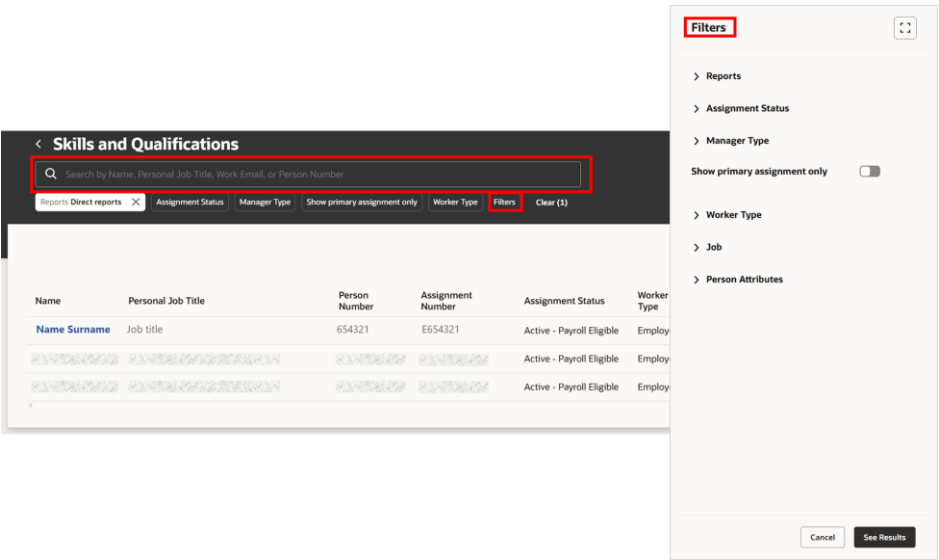 Skills and Qualifications
Search by Name, Personal Job Title, Work Email, or Person Number
Reports Direct reports Assignment Status Manager Type Show primary assignment only Worker Type Filters Clear (1)
Name Personal Job Title Person Number Assignment Number Assignment Status Worker Type
Name Surname Job title 654321 E654321 Active - Payroll Eligible Employ
Active - Payroll Eligible Employ
Active - Payroll Eligible Employ
Filters
Reports
Assignment Status
Manager Type
Show primary assignment only
Worker Type
Job
Person Attributes
Cancel See Results